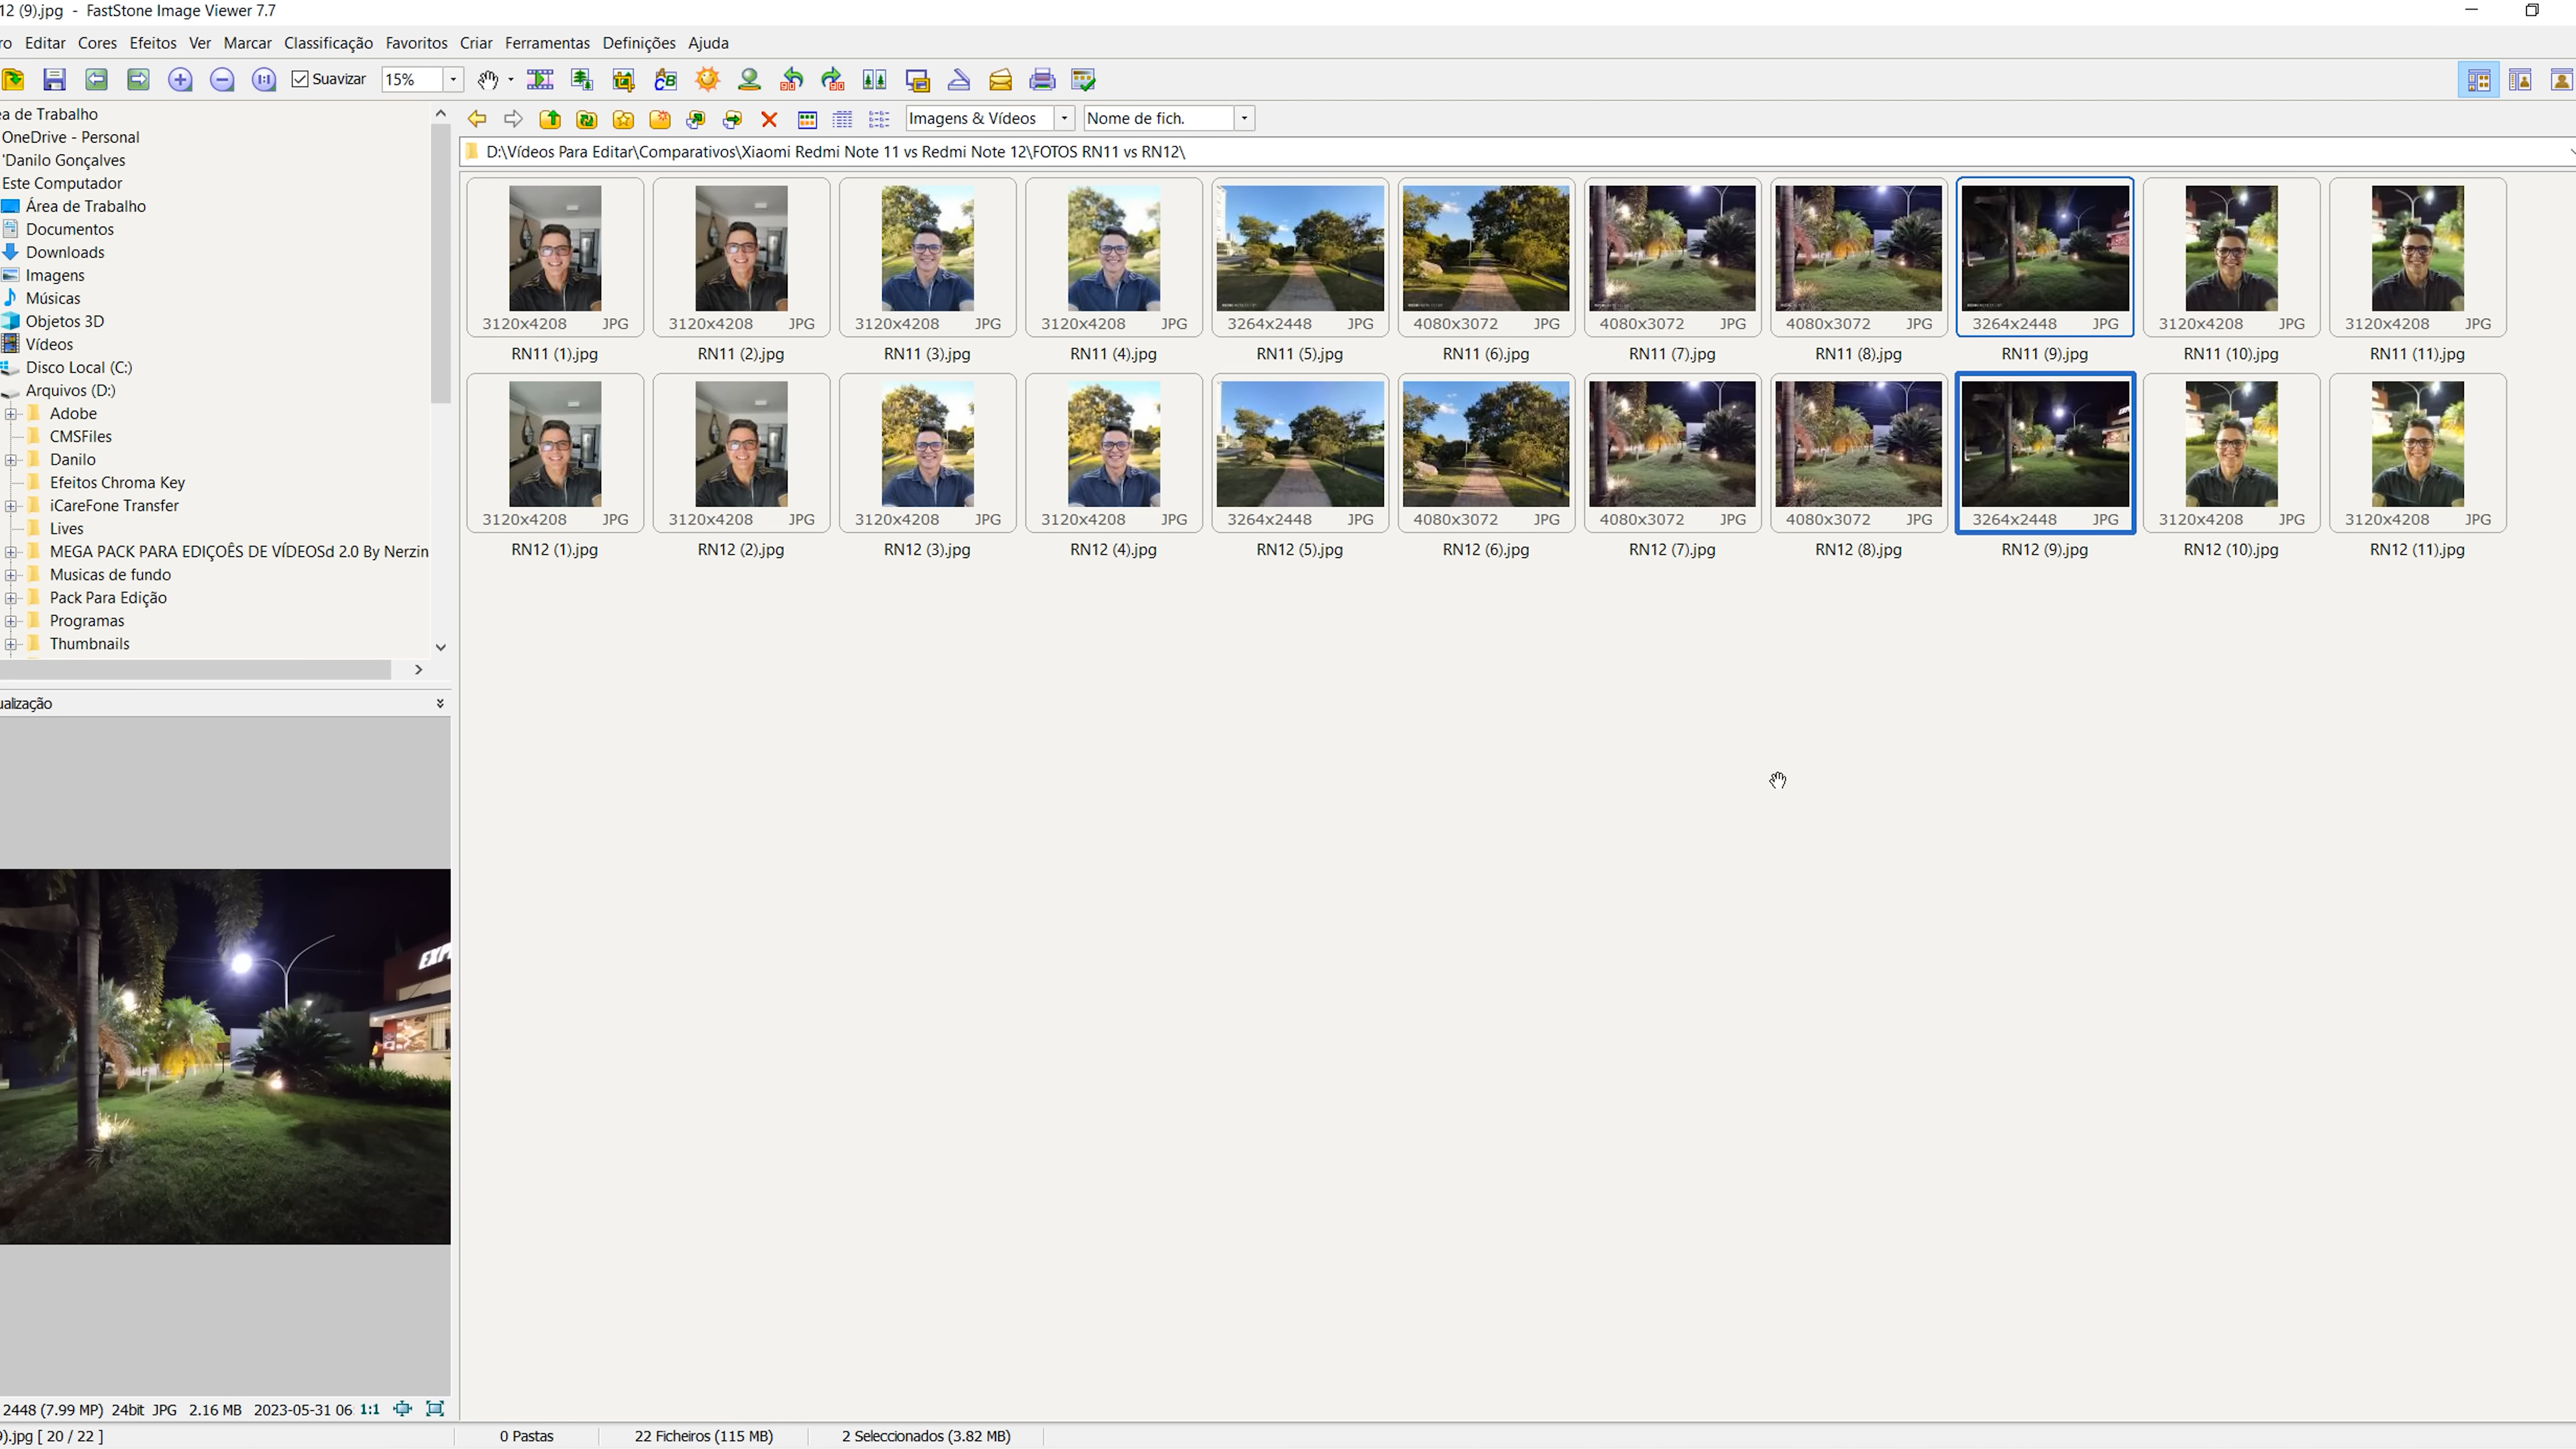 12 (9).jpg - FastStone Image Viewer 7.7
ro Editar Cores Efeitos Ver Marcar Classificação Favoritos Criar Ferramentas Definições Ajuda
Suavizar 15%
ea de Trabalho
OneDrive - Personal
'Danilo Gonçalves
Este Computador
Área de Trabalho
Documentos
Downloads
Imagens
Músicas
Objetos 3D
Vídeos
Disco Local (C:)
Arquivos (D:)
Adobe
CMSFiles
Danilo
Efeitos Chroma Key
iCareFone Transfer
Lives
MEGA PACK PARA EDIÇOÊS DE VÍDEOSd 2.0 By Nerzin
Musicas de fundo
Pack Para Edição
Programas
Thumbnails
Imagens & Vídeos Nome de fich.
D:\Vídeos Para Editar\Comparativos\Xiaomi Redmi Note 11 vs Redmi Note 12\FOTOS RN11 vs RN12\
3120x4208 JPG 3120x4208 JPG 3120x4208 JPG 3120x4208 JPG 3264x2448 JPG 4080x3072 JPG 4080x3072 JPG 4080x3072 JPG 3264x2448 JPG 3120x4208 JPG 3120x4208 JPG
RN11 (1).jpg RN11 (2).jpg RN11 (3).jpg RN11 (4).jpg RN11 (5).jpg RN11 (6).jpg RN11 (7).jpg RN11 (8).jpg RN11 (9).jpg RN11 (10).jpg RN11 (11).jpg
3120x4208 JPG 3120x4208 JPG 3120x4208 JPG 3120x4208 JPG 3264x2448 JPG 4080x3072 JPG 4080x3072 JPG 4080x3072 JPG 3264x2448 JPG 3120x4208 JPG 3120x4208 JPG
RN12 (1).jpg RN12 (2).jpg RN12 (3).jpg RN12 (4).jpg RN12 (5).jpg RN12 (6).jpg RN12 (7).jpg RN12 (8).jpg RN12 (9).jpg RN12 (10).jpg RN12 (11).jpg
ualização
EXP
2448 (7.99 MP) 24bit JPG 2.16 MB 2023-05-31 06 1:1
9).jpg [ 20 / 22 ] 0 Pastas 22 Ficheiros (115 MB) 2 Seleccionados (3.82 MB)